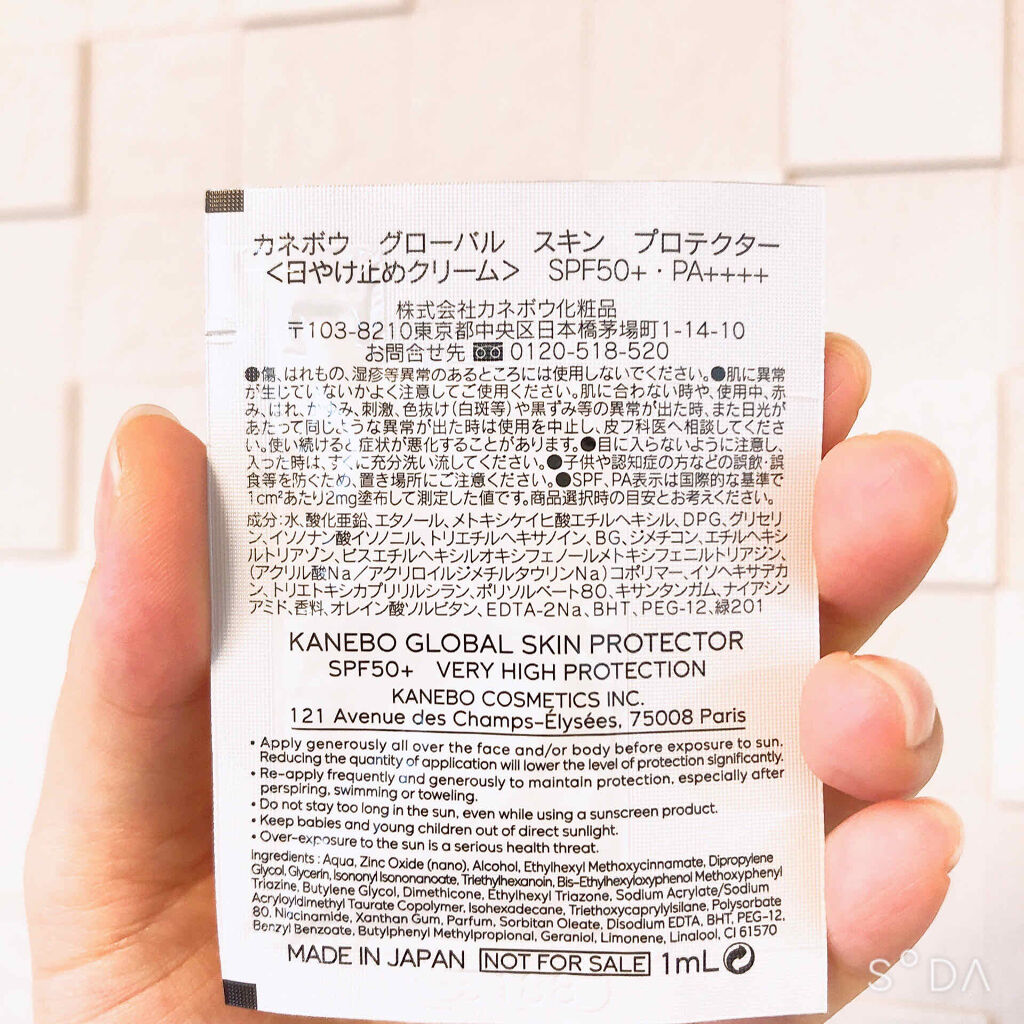 カネボウ グローバル スキン プロテクター
<日やけ止めクリーム> SPF50+・PA++++
株式会社カネボウ化粧品
〒103-8210東京都中央区日本橋茅場町1-14-10
お問合せ先 0120-518-520
●傷、はれもの、湿疹等異常のあるところには使用しないでください。●肌に異常
が生じていないかよく注意してご使用ください。肌に合わない時や、使用中、赤
み、はれ、かゆみ、刺激、色抜け(白斑等)や黒ずみ等の異常が出た時、また日光が
あたって同じような異常が出た時は使用を中止し、皮フ科医へ相談してくださ
い。使い続けると症状が悪化することがあります。●目に入らないように注意し、
入った時は、すぐに充分洗い流してください。●子供や認知症の方などの誤飲・誤
食等を防ぐため、置き場所にご注意ください。●SPF、PA表示は国際的な基準で
1cm²あたり2mg塗布して測定した値です。商品選択時の目安とお考えください。
成分:水、酸化亜鉛、エタノール、メトキシケイヒ酸エチルヘキシル、DPG、グリセリ
ン、イソノナン酸イソノニル、トリエチルヘキサノイン、BG、ジメチコン、エチルヘキシ
ルトリアゾン、ビスエチルヘキシルオキシフェノールメトキシフェニルトリアジン、
(アクリル酸Na/アクリロイルジメチルタウリンNa)コポリマー、イソヘキサデカ
ン、トリエトキシカプリリルシラン、ポリソルベート80、キサンタンガム、ナイアシン
アミド、香料、オレイン酸ソルビタン、EDTA-2Na、BHT、PEG-12、緑201
KANEBO GLOBAL SKIN PROTECTOR
SPF50+ VERY HIGH PROTECTION
KANEBO COSMETICS INC.
121 Avenue des Champs-Élysées, 75008 Paris
• Apply generously all over the face and/or body before exposure to sun.
Reducing the quantity of application will lower the level of protection significantly.
• Re-apply frequently and generously to maintain protection, especially after
perspiring, swimming or toweling.
• Do not stay too long in the sun, even while using a sunscreen product.
• Keep babies and young children out of direct sunlight.
• Over-exposure to the sun is a serious health threat.
Ingredients : Aqua, Zinc Oxide (nano), Alcohol, Ethylhexyl Methoxycinnamate, Dipropylene
Glycol, Glycerin, Isononyl Isononanoate, Triethylhexanoin, Bis-Ethylhexyloxyphenol Methoxyphenyl
Triazine, Butylene Glycol, Dimethicone, Ethylhexyl Triazone, Sodium Acrylate/Sodium
Acryloyldimethyl Taurate Copolymer, Isohexadecane, Triethoxycaprylylsilane, Polysorbate
80, Niacinamide, Xanthan Gum, Parfum, Sorbitan Oleate, Disodium EDTA, BHT, PEG-12,
Benzyl Benzoate, Butylphenyl Methylpropional, Geraniol, Limonene, Linalool, CI 61570
MADE IN JAPAN NOT FOR SALE 1mL
SODA